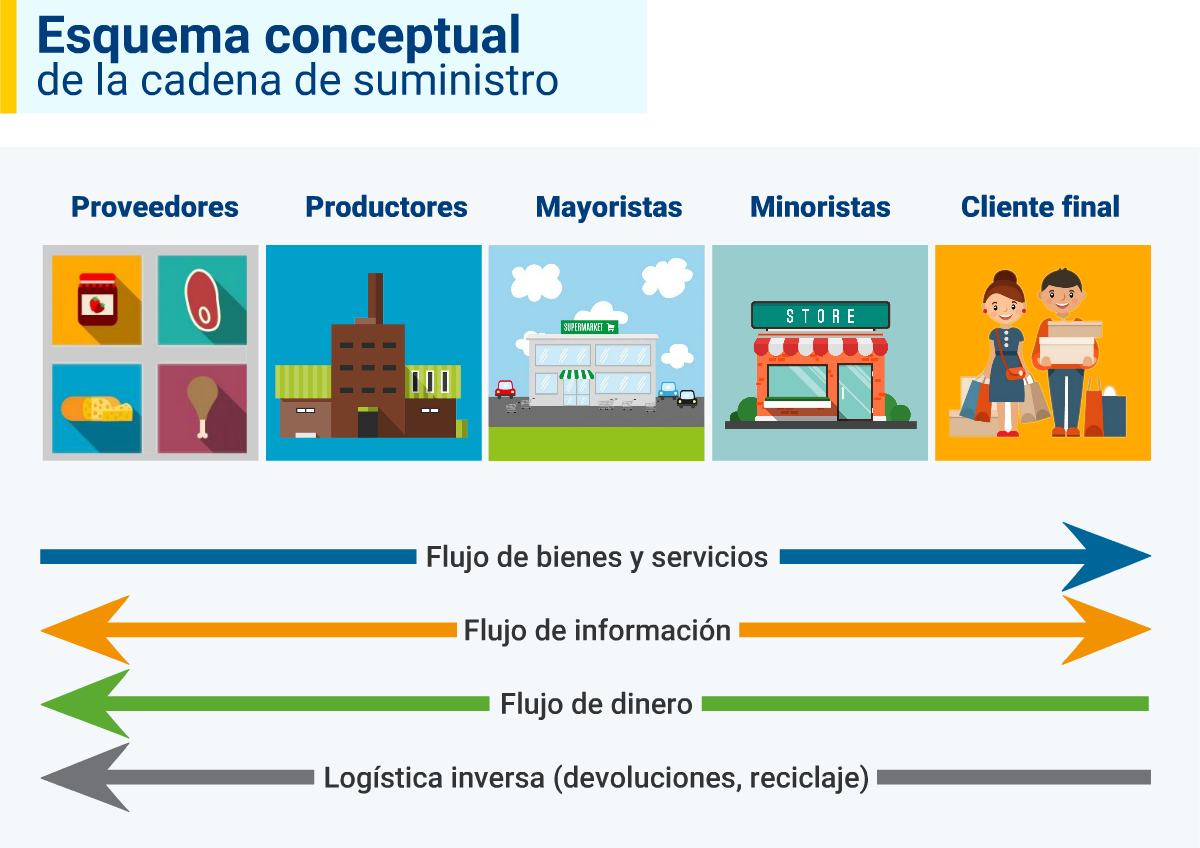 Esquema conceptual
de la cadena de suministro
Proveedores
Productores
Mayoristas
Minoristas
Cliente final
SUPERMARKET
STORE
Flujo de bienes y servicios
Flujo de información
Flujo de dinero
Logística inversa (devoluciones, reciclaje)